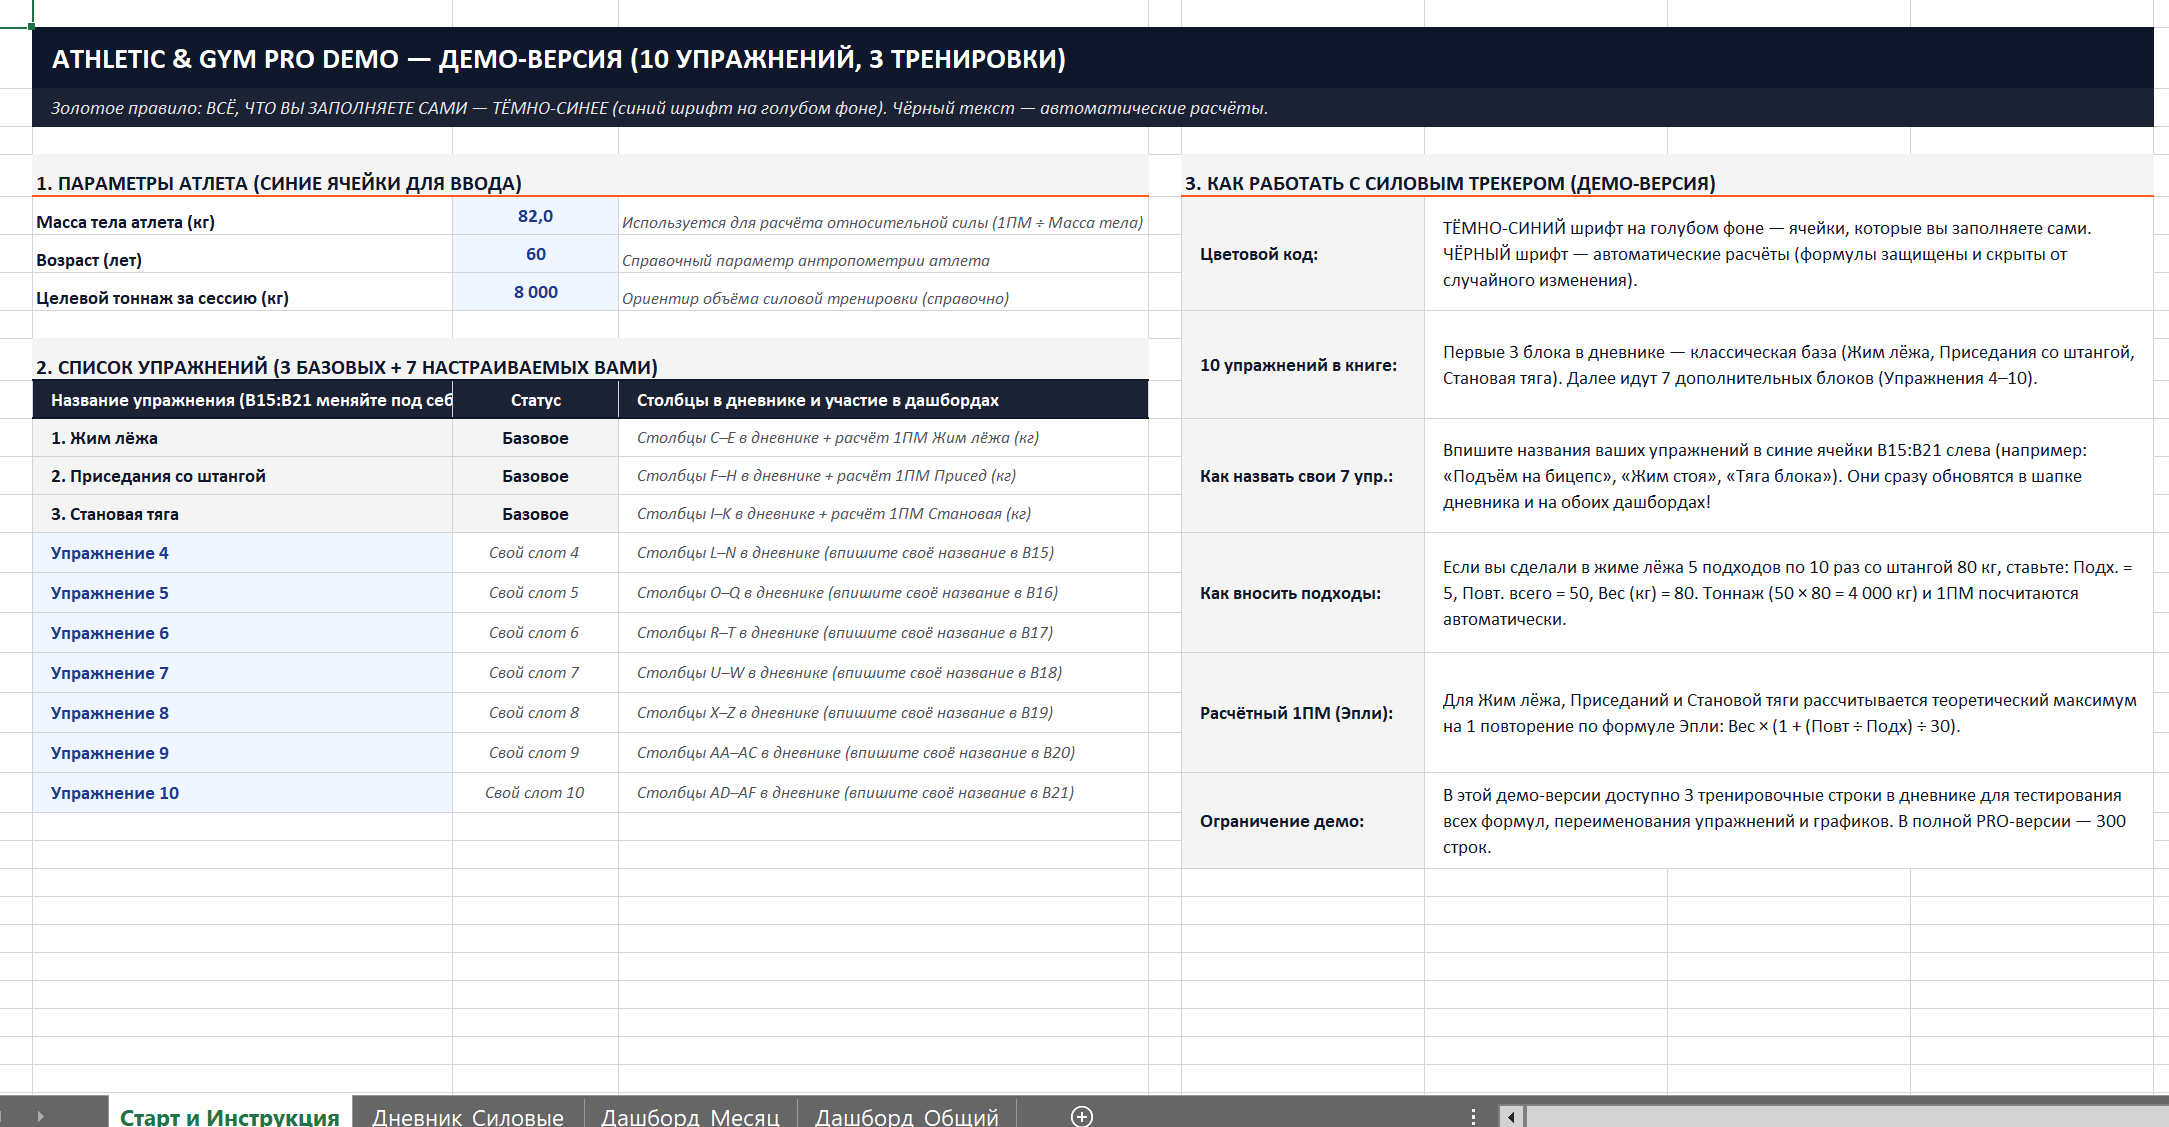 ATHLETIC & GYM PRO DEMO — ДЕМО-ВЕРСИЯ (10 УПРАЖНЕНИЙ, 3 ТРЕНИРОВКИ)
Золотое правило: ВСЁ, ЧТО ВЫ ЗАПОЛНЯЕТЕ САМИ — ТЁМНО-СИНЕЕ (синий шрифт на голубом фоне). Чёрный текст — автоматические расчёты.
1. ПАРАМЕТРЫ АТЛЕТА (СИНИЕ ЯЧЕЙКИ ДЛЯ ВВОДА)
Масса тела атлета (кг) 82,0 Используется для расчёта относительной силы (1ПМ ÷ Масса тела)
Возраст (лет) 60 Справочный параметр антропометрии атлета
Целевой тоннаж за сессию (кг) 8 000 Ориентир объёма силовой тренировки (справочно)
2. СПИСОК УПРАЖНЕНИЙ (3 БАЗОВЫХ + 7 НАСТРАИВАЕМЫХ ВАМИ)
Название упражнения (B15:B21 меняйте под себ Статус Столбцы в дневнике и участие в дашбордах
1. Жим лёжа Базовое Столбцы C–E в дневнике + расчёт 1ПМ Жим лёжа (кг)
2. Приседания со штангой Базовое Столбцы F–H в дневнике + расчёт 1ПМ Присед (кг)
3. Становая тяга Базовое Столбцы I–K в дневнике + расчёт 1ПМ Становая (кг)
Упражнение 4 Свой слот 4 Столбцы L–N в дневнике (впишите своё название в B15)
Упражнение 5 Свой слот 5 Столбцы O–Q в дневнике (впишите своё название в B16)
Упражнение 6 Свой слот 6 Столбцы R–T в дневнике (впишите своё название в B17)
Упражнение 7 Свой слот 7 Столбцы U–W в дневнике (впишите своё название в B18)
Упражнение 8 Свой слот 8 Столбцы X–Z в дневнике (впишите своё название в B19)
Упражнение 9 Свой слот 9 Столбцы AA–AC в дневнике (впишите своё название в B20)
Упражнение 10 Свой слот 10 Столбцы AD–AF в дневнике (впишите своё название в B21)
3. КАК РАБОТАТЬ С СИЛОВЫМ ТРЕКЕРОМ (ДЕМО-ВЕРСИЯ)
Цветовой код:
ТЁМНО-СИНИЙ шрифт на голубом фоне — ячейки, которые вы заполняете сами.
ЧЁРНЫЙ шрифт — автоматические расчёты (формулы защищены и скрыты от
случайного изменения).
10 упражнений в книге:
Первые 3 блока в дневнике — классическая база (Жим лёжа, Приседания со штангой,
Становая тяга). Далее идут 7 дополнительных блоков (Упражнения 4–10).
Как назвать свои 7 упр.:
Впишите названия ваших упражнений в синие ячейки B15:B21 слева (например:
«Подъём на бицепс», «Жим стоя», «Тяга блока»). Они сразу обновятся в шапке
дневника и на обоих дашбордах!
Как вносить подходы:
Если вы сделали в жиме лёжа 5 подходов по 10 раз со штангой 80 кг, ставьте: Подх. =
5, Повт. всего = 50, Вес (кг) = 80. Тоннаж (50 × 80 = 4 000 кг) и 1ПМ посчитаются
автоматически.
Расчётный 1ПМ (Эпли):
Для Жим лёжа, Приседаний и Становой тяги рассчитывается теоретический максимум
на 1 повторение по формуле Эпли: Вес × (1 + (Повт ÷ Подх) ÷ 30).
Ограничение демо:
В этой демо-версии доступно 3 тренировочные строки в дневнике для тестирования
всех формул, переименования упражнений и графиков. В полной PRO-версии — 300
строк.
Старт и Инструкция Дневник_Силовые Дашборд_Месяц Дашборд_Общий